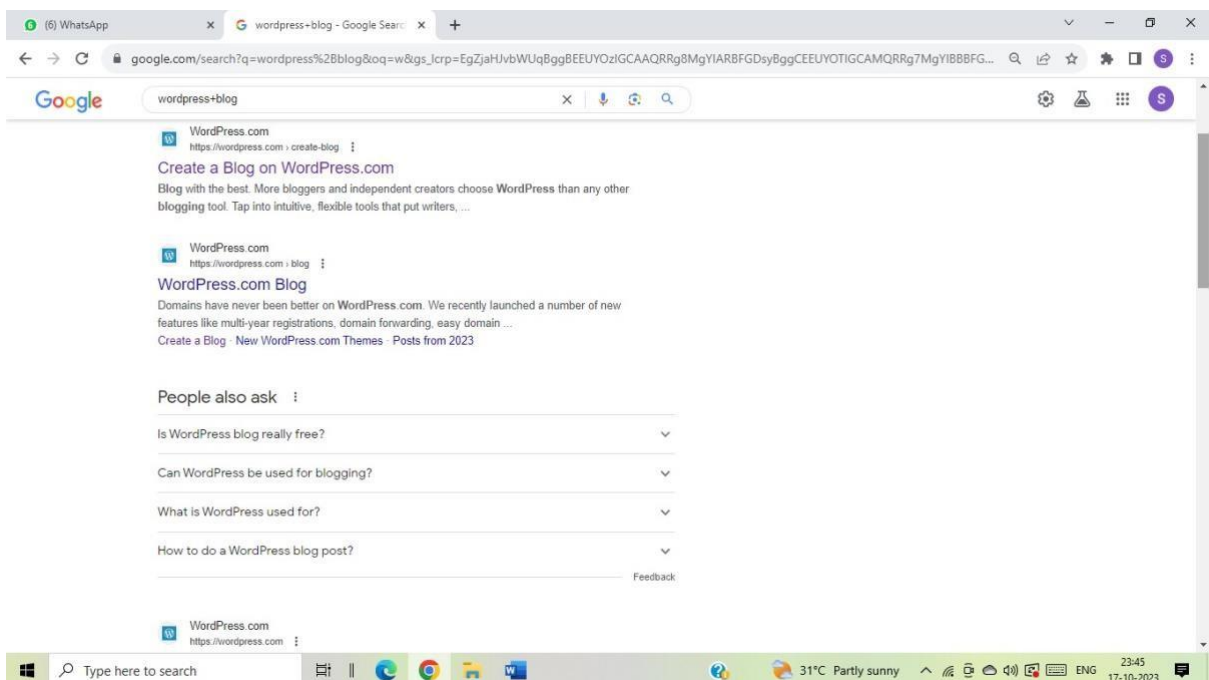 (6) WhatsApp
wordpress+blog - Google Searc
google.com/search?q=wordpress%2Bblog&oq=w&gs_lcrp=EgZjaHJvbWUqBggBEEUYOzIGCAAQRRg8MgYIARBFGDsyBggCEEUYOTIGCAMQRRg7MgYIBBBFG...
S
Google
wordpress+blog
S
WordPress.com
https://wordpress.com › create-blog
Create a Blog on WordPress.com
Blog with the best. More bloggers and independent creators choose WordPress than any other
blogging tool. Tap into intuitive, flexible tools that put writers, ...
WordPress.com
https://wordpress.com › blog
WordPress.com Blog
Domains have never been better on WordPress.com. We recently launched a number of new
features like multi-year registrations, domain forwarding, easy domain ...
Create a Blog · New WordPress.com Themes · Posts from 2023
People also ask
Is WordPress blog really free?
Can WordPress be used for blogging?
What is WordPress used for?
How to do a WordPress blog post?
Feedback
WordPress.com
https://wordpress.com
Type here to search
31°C Partly sunny
ENG
23:45
17-10-2023